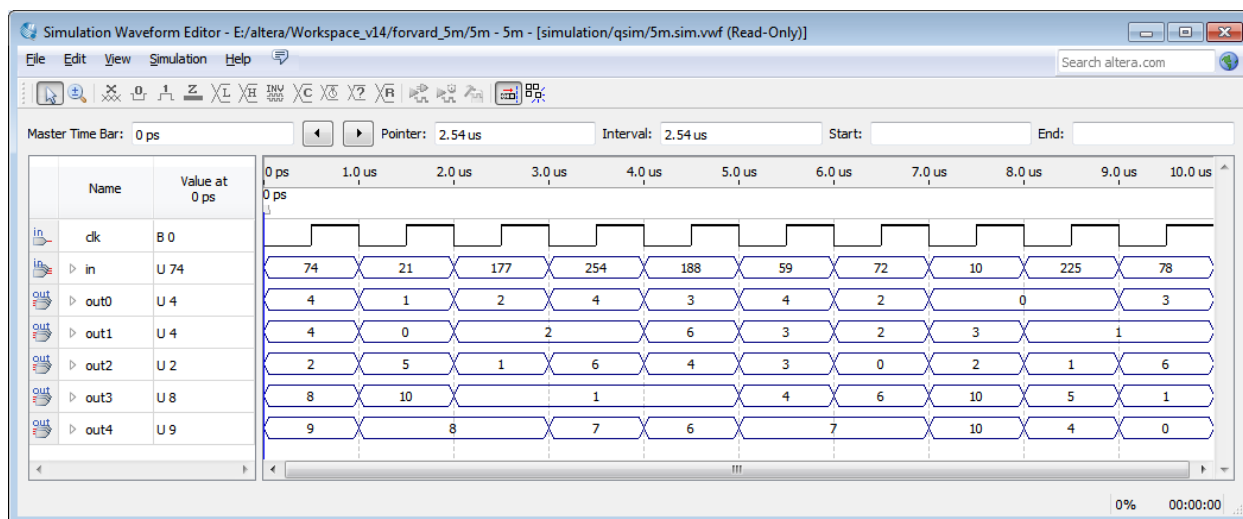 Simulation Waveform Editor - E:/altera/Workspace_v14/forvard_5m/5m - 5m - [simulation/qsim/5m.sim.vwf (Read-Only)]
File Edit View Simulation Help Search altera.com
Master Time Bar: 0 ps Pointer: 2.54 us Interval: 2.54 us Start: End:
Name Value at 0 ps 0 ps 1.0 us 2.0 us 3.0 us 4.0 us 5.0 us 6.0 us 7.0 us 8.0 us 9.0 us 10.0 us
0 ps
in clk B 0
in in U 74 74 21 177 254 188 59 72 10 225 78
out out0 U 4 4 1 2 4 3 4 2 0 3
out out1 U 4 4 0 2 6 3 2 3 1
out out2 U 2 2 5 1 6 4 3 0 2 1 6
out out3 U 8 8 10 1 4 6 10 5 1
out out4 U 9 9 8 7 6 7 10 4 0
0% 00:00:00